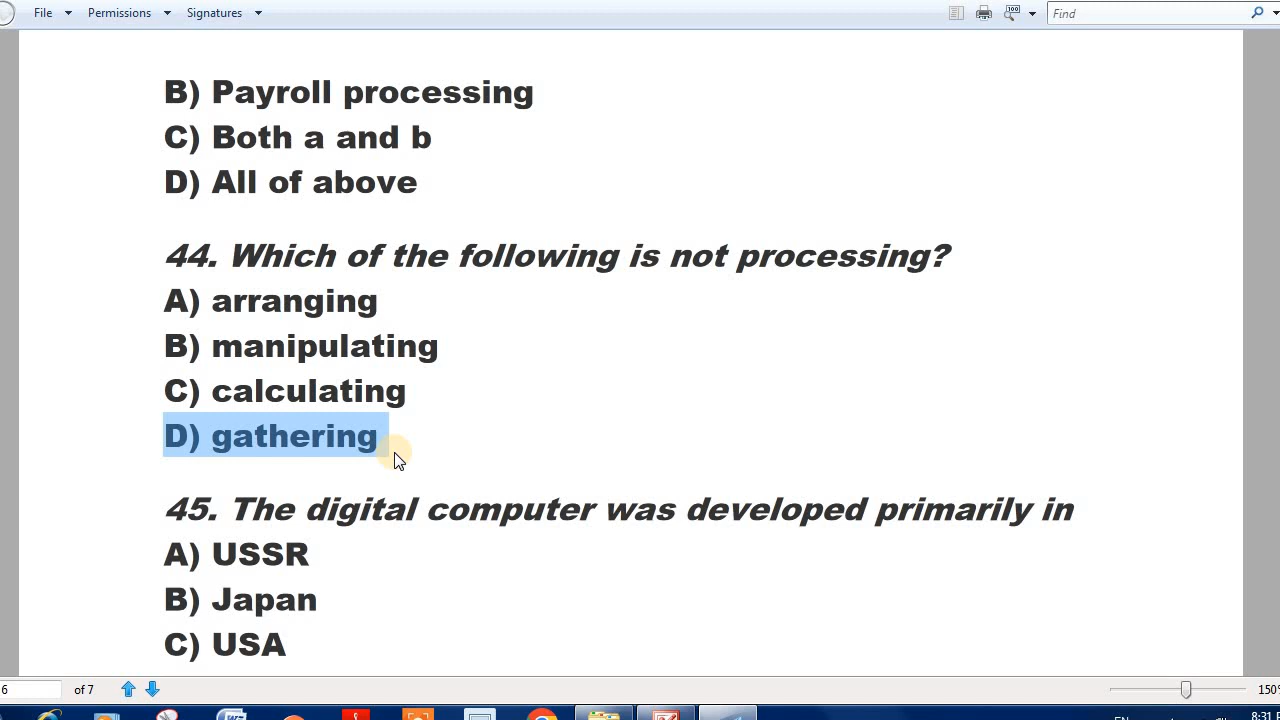 File Permissions Signatures Find
B) Payroll processing
C) Both a and b
D) All of above
44. Which of the following is not processing?
A) arranging
B) manipulating
C) calculating
D) gathering
45. The digital computer was developed primarily in
A) USSR
B) Japan
C) USA
6 of 7 150%
8:31